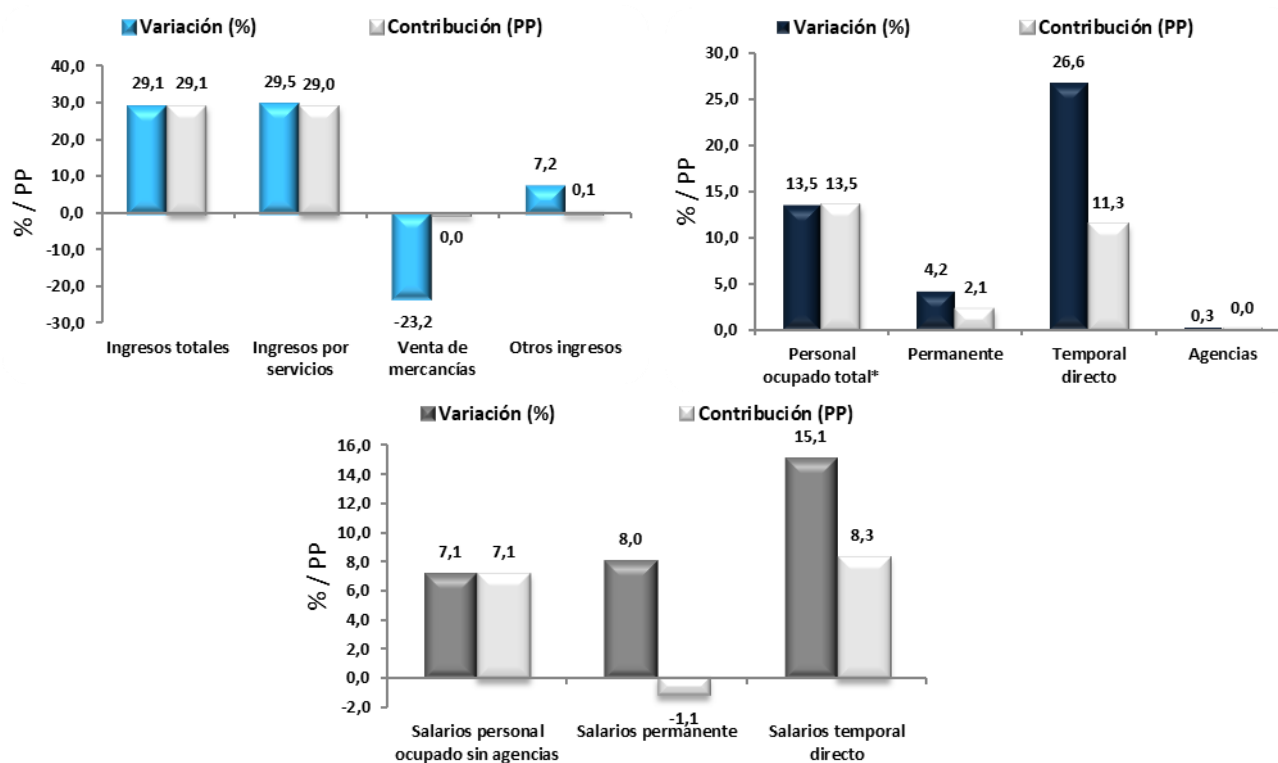 Variación (%) Contribución (PP)
40,0
30,0
20,0
10,0
0,0
-10,0
-20,0
-30,0
% / PP
29,1 29,1
29,5 29,0
-23,2
0,0
7,2
0,1
Ingresos totales
Ingresos por
servicios
Venta de
mercancías
Otros ingresos
Variación (%) Contribución (PP)
30,0
25,0
20,0
15,0
10,0
5,0
0,0
% / PP
13,5 13,5
4,2
2,1
26,6
11,3
0,3 0,0
Personal
ocupado total*
Permanente
Temporal
directo
Agencias
Variación (%) Contribución (PP)
16,0
14,0
12,0
10,0
8,0
6,0
4,0
2,0
0,0
-2,0
% / PP
7,1 7,1
8,0
-1,1
15,1
8,3
Salarios personal
ocupado sin agencias
Salarios permanente
Salarios temporal
directo